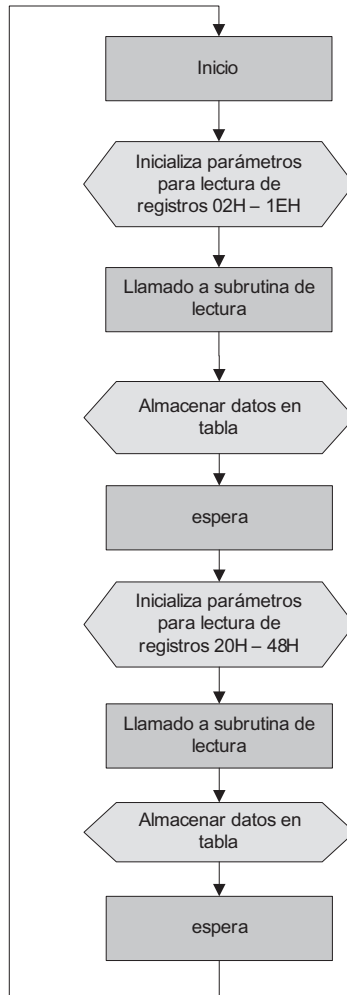 Inicio
Inicializa parámetros
para lectura de
registros 02H – 1EH
Llamado a subrutina de
lectura
Almacenar datos en
tabla
espera
Inicializa parámetros
para lectura de
registros 20H – 48H
Llamado a subrutina de
lectura
Almacenar datos en
tabla
espera